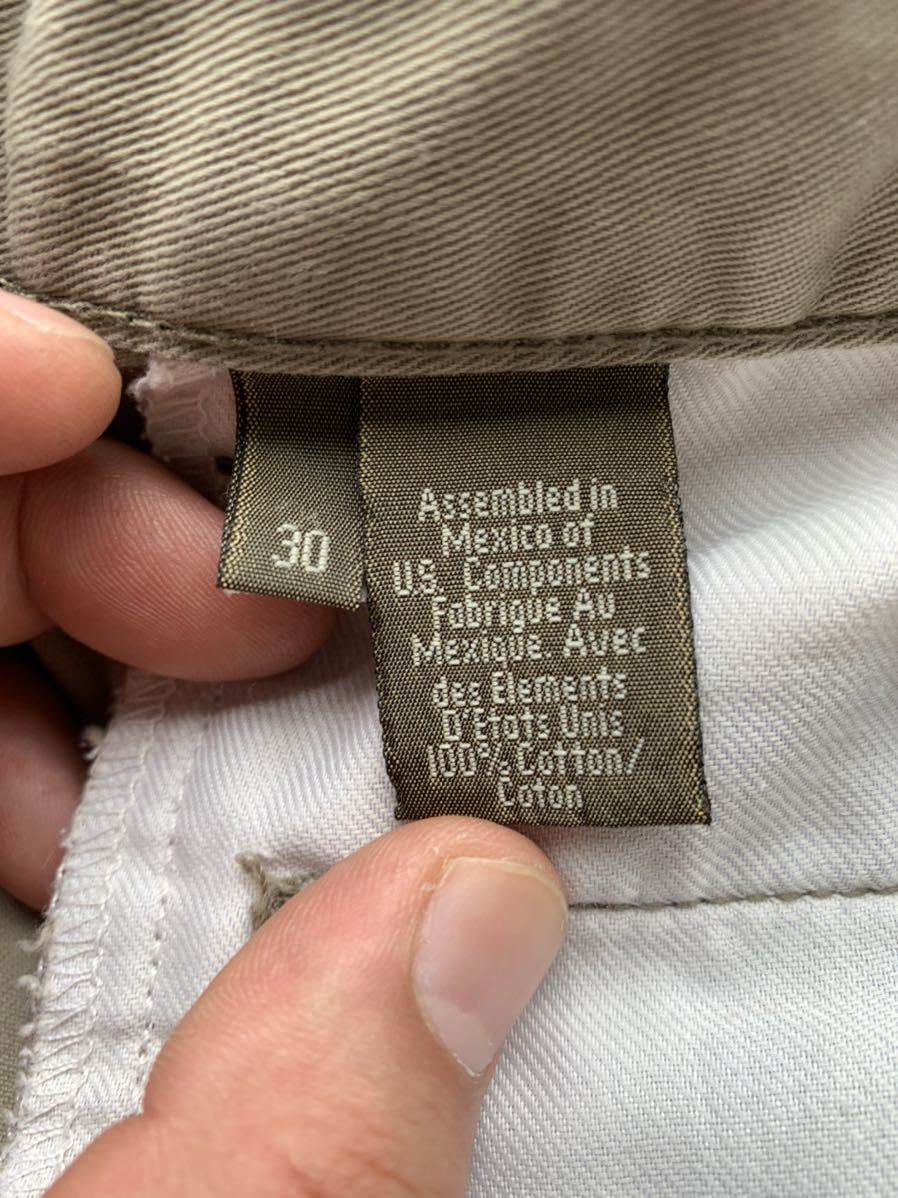 30
Assembled in
Mexico of
U.S. Components
Fabrique Au
Mexique Avec
des Elements
D'Etats Unis
100% Cotton/
Coton